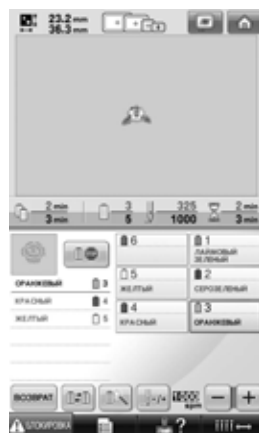 23.2 mm
36.3 mm
2 min
3 min
3
5
325
1000
2 min
3 min
ОРАНЖЕВЫЙ 3
КРАСНЫЙ 4
ЖЕЛТЫЙ 5
6
1
ЛАЙМОВЫЙ
ЗЕЛЕНЫЙ
5
ЖЕЛТЫЙ
2
СЕРОЗЕЛЕНЫЙ
4
КРАСНЫЙ
3
ОРАНЖЕВЫЙ
ВОЗВРАТ
1000
spm
БЛОКИРОВКА
?